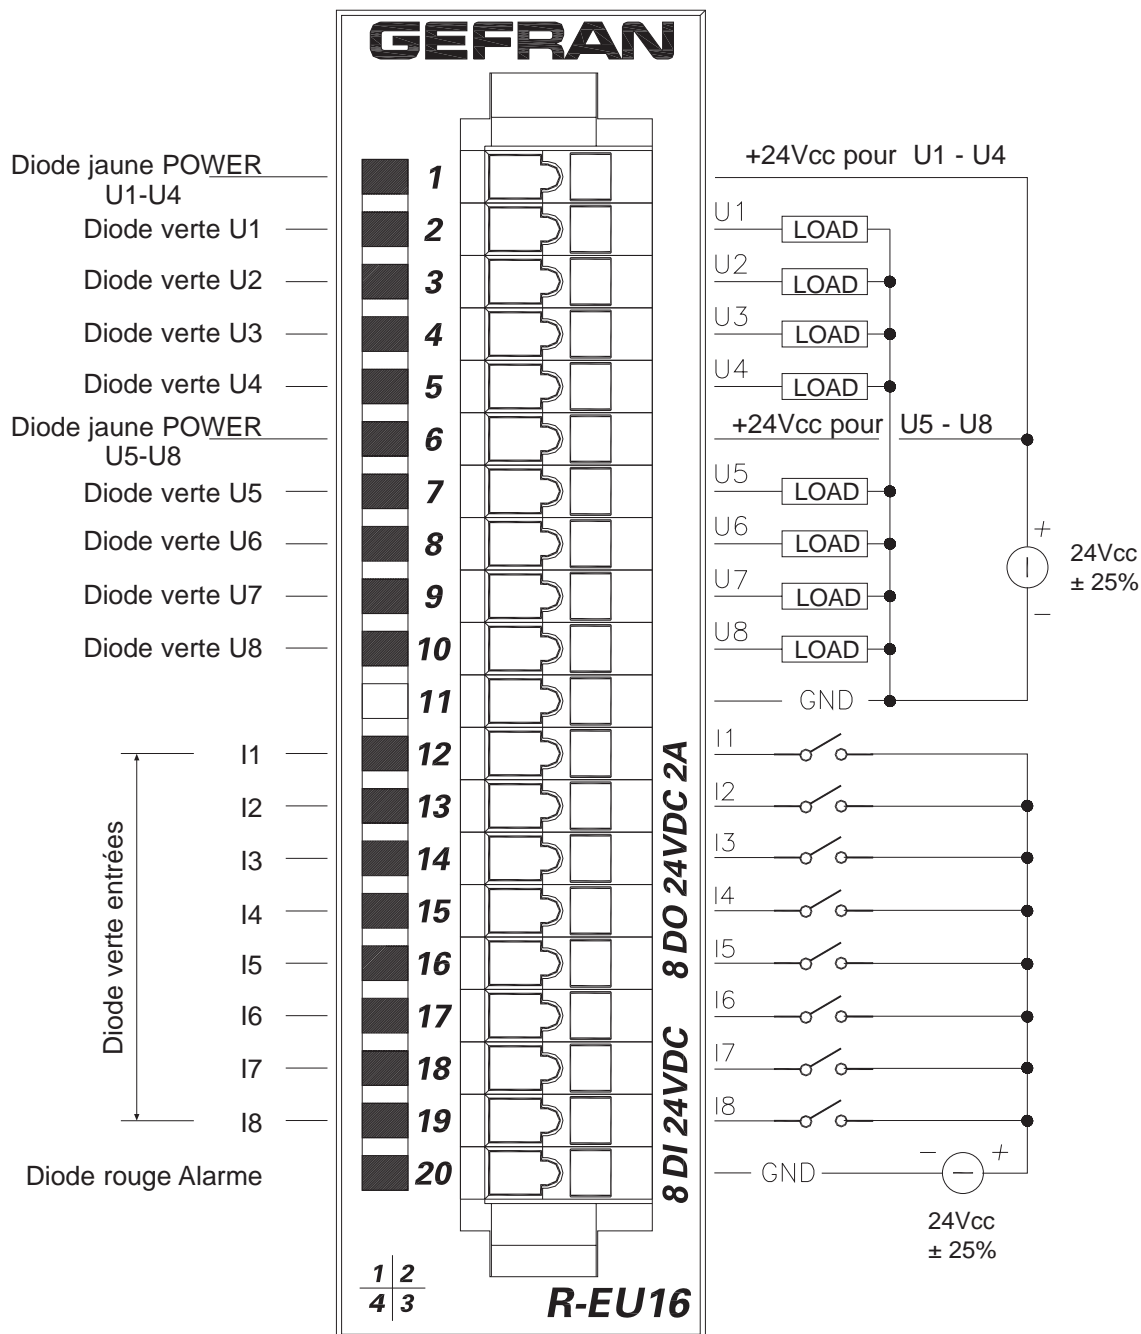 GEFRAN
Diode jaune POWER
U1-U4
1
+24Vcc pour U1 - U4
Diode verte U1
2
U1
LOAD
Diode verte U2
3
U2
LOAD
Diode verte U3
4
U3
LOAD
Diode verte U4
5
U4
LOAD
Diode jaune POWER
U5-U8
6
+24Vcc pour U5 - U8
Diode verte U5
7
U5
LOAD
Diode verte U6
8
U6
LOAD
+
24Vcc
± 25%
−
Diode verte U7
9
U7
LOAD
Diode verte U8
10
U8
LOAD
11
GND
Diode verte entrées
I1
12
I1
I2
13
I2
I3
14
I3
I4
15
I4
I5
16
I5
I6
17
I6
I7
18
I7
I8
19
I8
8 DI 24VDC 8 DO 24VDC 2A
Diode rouge Alarme
20
GND
− +
24Vcc
± 25%
1 2
4 3
R-EU16